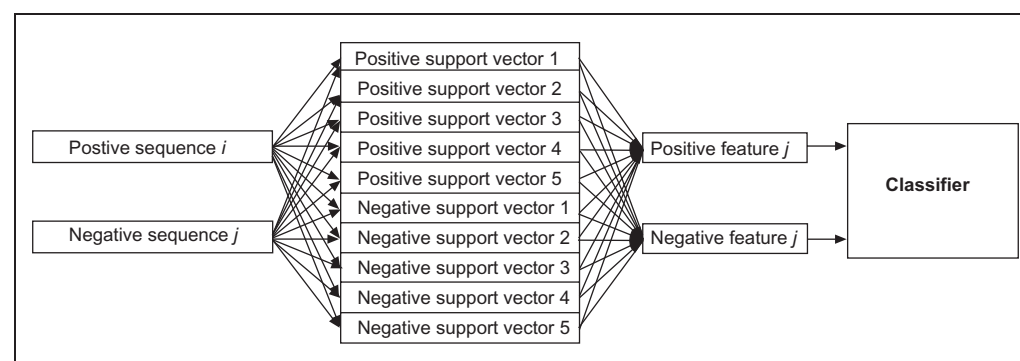 Positive support vector 1
Positive support vector 2
Positive support vector 3
Postive sequence i
Positive support vector 4
Positive feature j
Positive support vector 5
Classifier
Negative support vector 1
Negative sequence j
Negative support vector 2
Negative feature j
Negative support vector 3
Negative support vector 4
Negative support vector 5